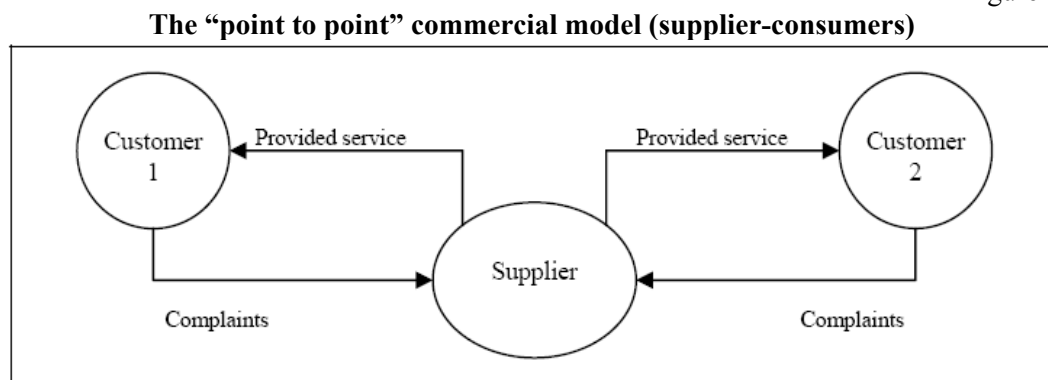 The “point to point” commercial model (supplier-consumers)
Customer
1
Provided service
Provided service
Customer
2
Supplier
Complaints
Complaints